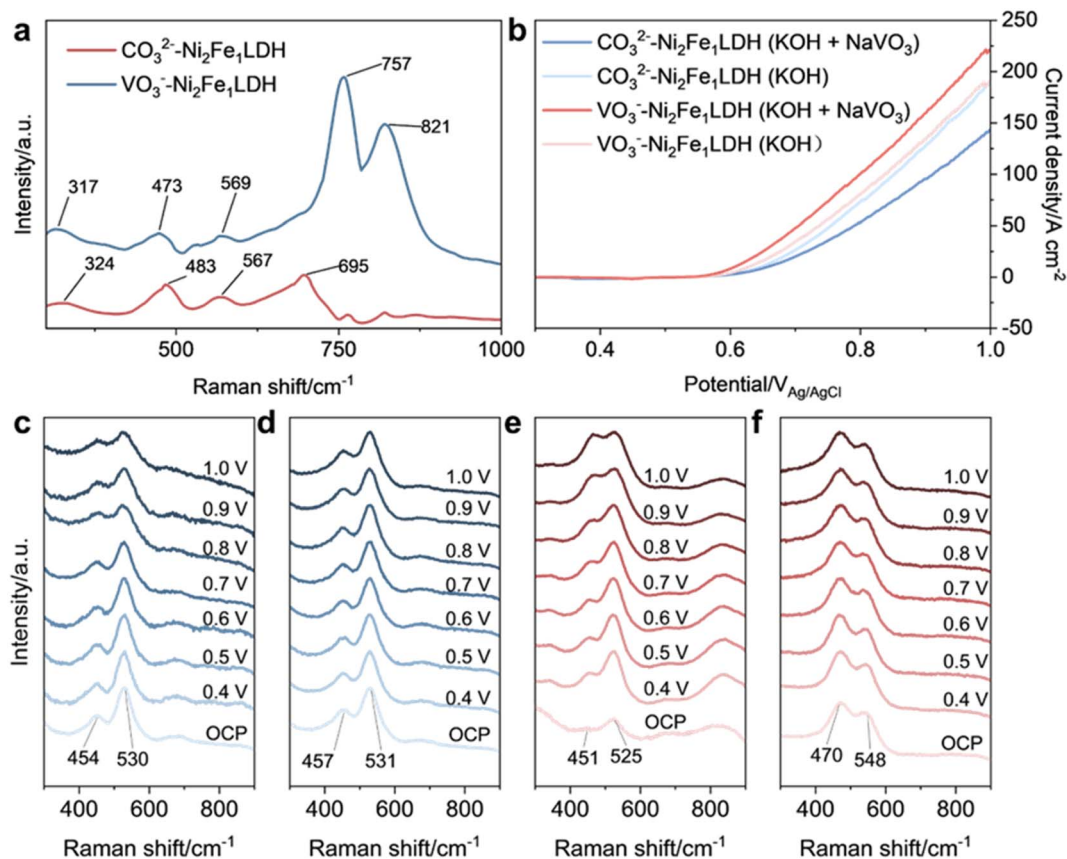 a
CO₃²⁻-Ni₂Fe₁LDH
VO₃⁻-Ni₂Fe₁LDH
757
821
317
473
569
324
483
567
695
Intensity/a.u.
500
750
1000
Raman shift/cm⁻¹
b
CO₃²⁻-Ni₂Fe₁LDH (KOH + NaVO₃)
CO₃²⁻-Ni₂Fe₁LDH (KOH)
VO₃⁻-Ni₂Fe₁LDH (KOH + NaVO₃)
VO₃⁻-Ni₂Fe₁LDH (KOH）
250
200
150
100
50
0
-50
Current density/A cm⁻²
0.4
0.6
0.8
1.0
Potential/V_Ag/AgCl
c
1.0 V
0.9 V
0.8 V
0.7 V
0.6 V
0.5 V
0.4 V
OCP
454
530
Intensity/a.u.
400
600
800
Raman shift/cm⁻¹
d
1.0 V
0.9 V
0.8 V
0.7 V
0.6 V
0.5 V
0.4 V
OCP
457
531
400
600
800
Raman shift/cm⁻¹
e
1.0 V
0.9 V
0.8 V
0.7 V
0.6 V
0.5 V
0.4 V
OCP
451
525
400
600
800
Raman shift/cm⁻¹
f
1.0 V
0.9 V
0.8 V
0.7 V
0.6 V
0.5 V
0.4 V
OCP
470
548
400
600
800
Raman shift/cm⁻¹